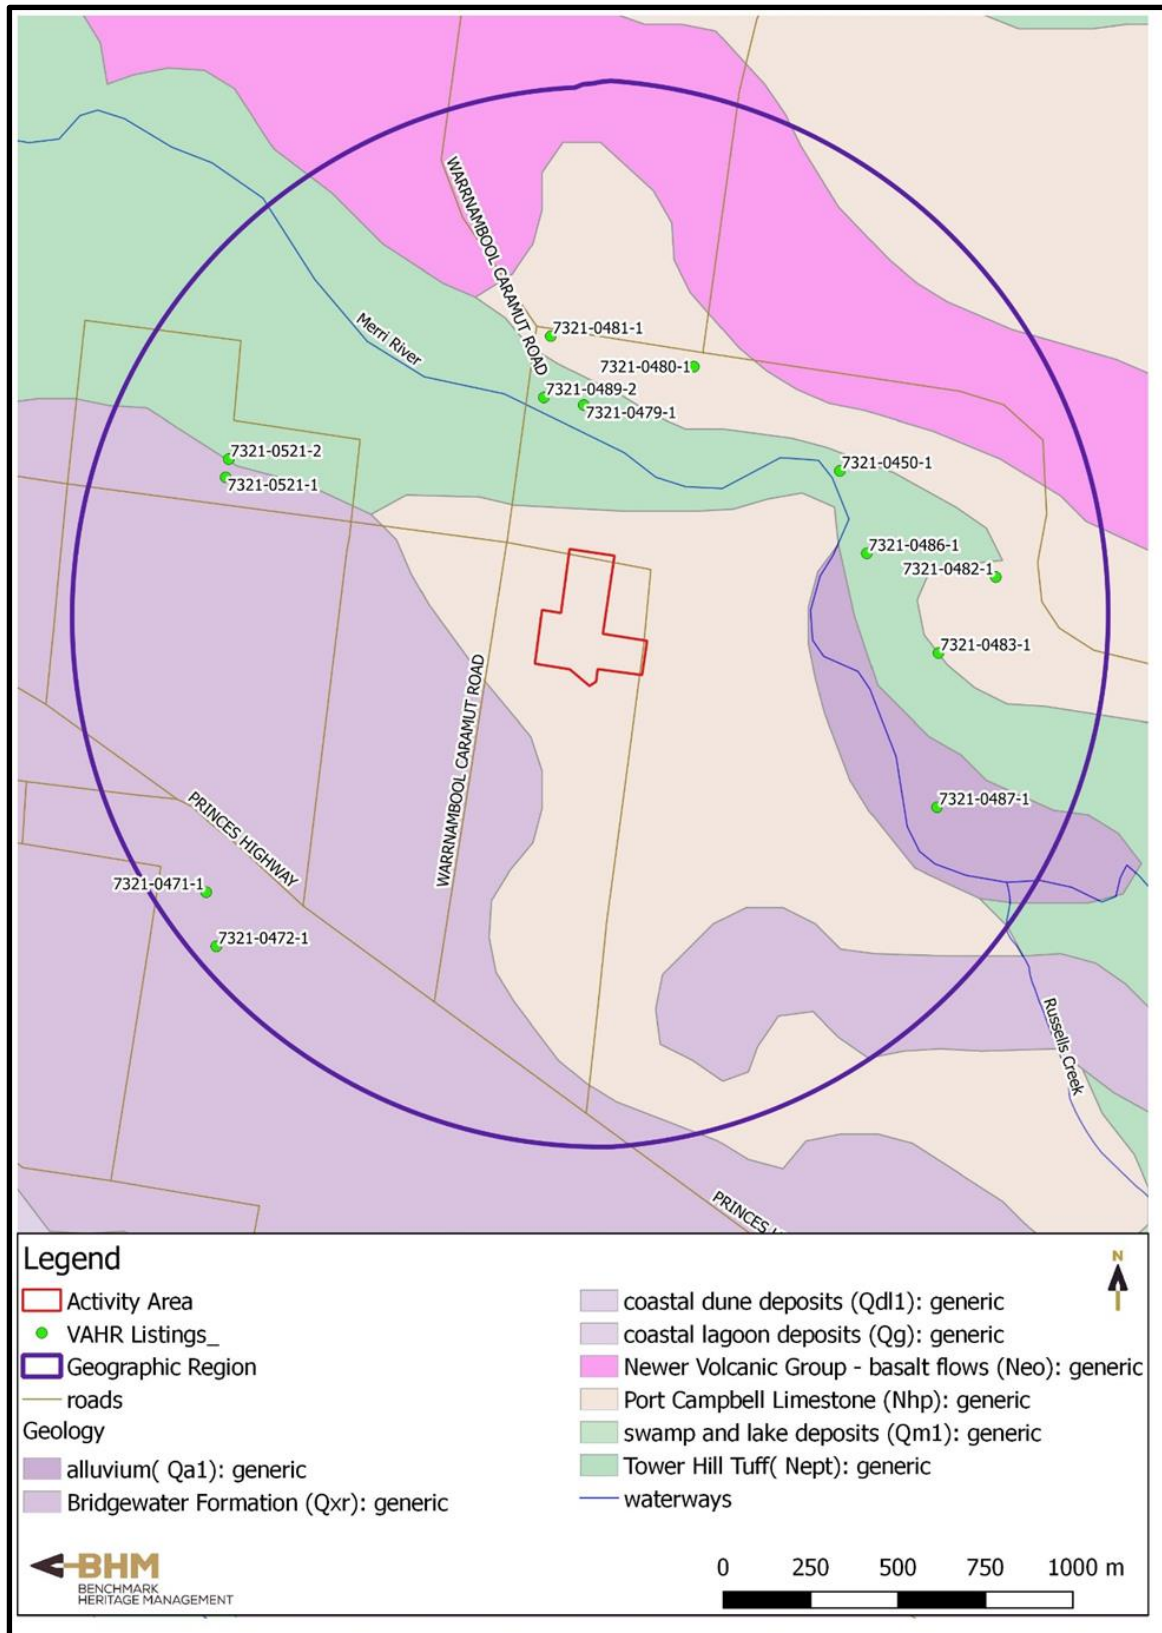 WARRNAMBOOL CARAMUT ROAD
Merri River
7321-0481-1
7321-0480-1
7321-0489-2
7321-0479-1
7321-0521-2
7321-0521-1
7321-0450-1
7321-0486-1
7321-0482-1
7321-0483-1
WARRNAMBOOL CARAMUT ROAD
7321-0487-1
PRINCES HIGHWAY
7321-0471-1
7321-0472-1
Russells Creek
PRINCES
Legend
Activity Area
VAHR Listings_
Geographic Region
roads
Geology
alluvium( Qa1): generic
Bridgewater Formation (Qxr): generic
coastal dune deposits (Qdl1): generic
coastal lagoon deposits (Qg): generic
Newer Volcanic Group - basalt flows (Neo): generic
Port Campbell Limestone (Nhp): generic
swamp and lake deposits (Qm1): generic
Tower Hill Tuff( Nept): generic
waterways
N
BHM
BENCHMARK
HERITAGE MANAGEMENT
0 250 500 750 1000 m